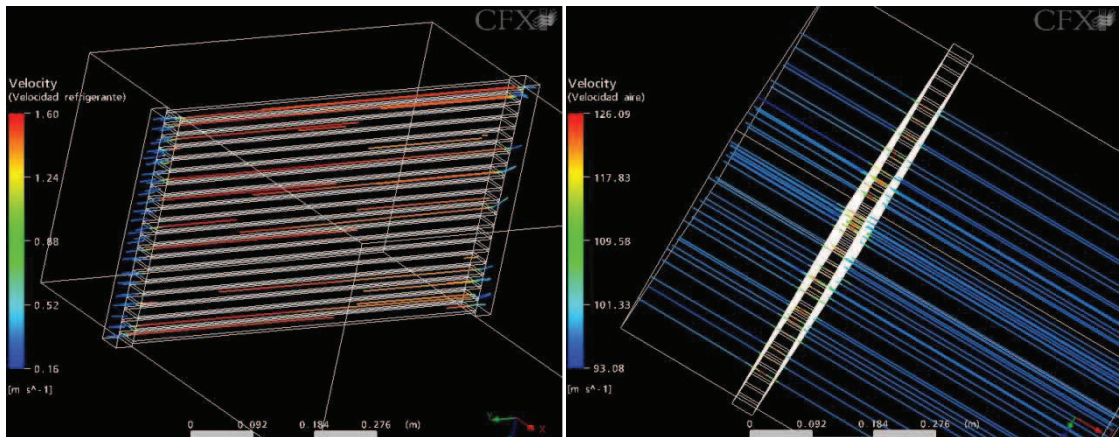 CFX
Velocity
(Velocidad refrigerante)
1.60
1.24
0.88
0.52
0.16
[m s^-1]
0 0.092 0.184 0.276 (m)
Y X
CFX
Velocity
(Velocidad aire)
126.09
117.83
109.58
101.33
93.08
[m s^-1]
0 0.092 0.184 0.276 (m)
X